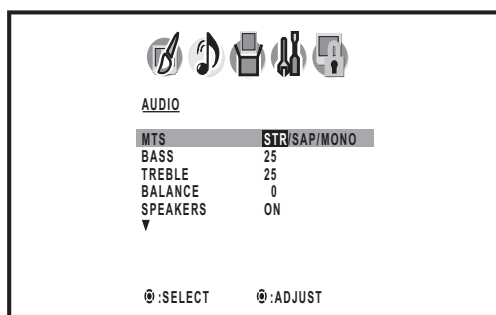 AUDIO
MTS STR/SAP/MONO
BASS 25
TREBLE 25
BALANCE 0
SPEAKERS ON
:SELECT :ADJUST